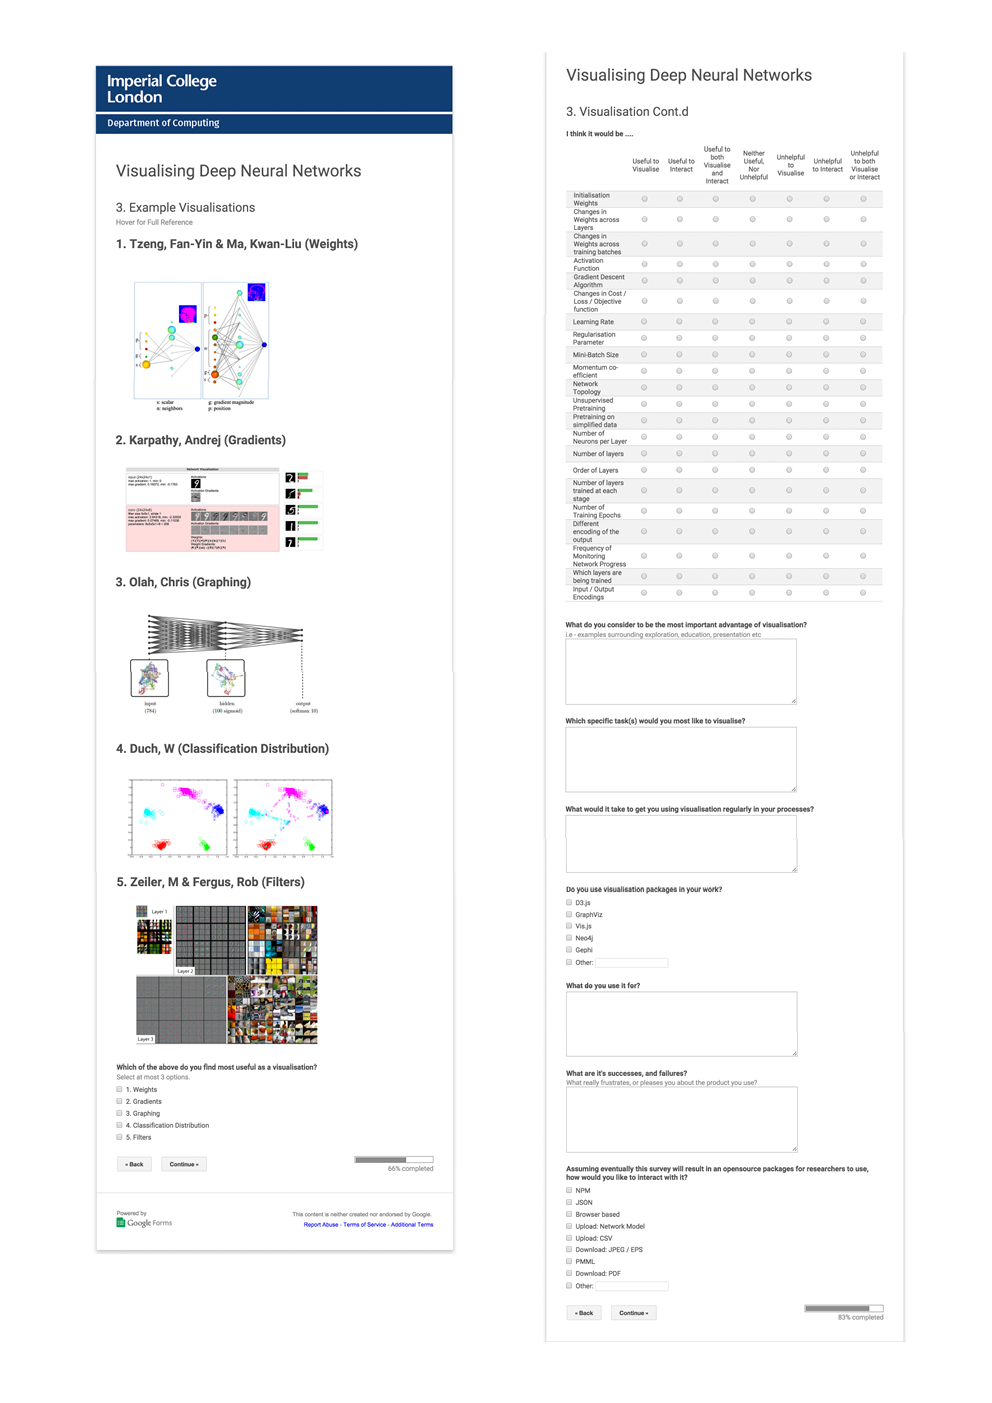 Imperial College
London
Department of Computing
Visualising Deep Neural Networks
3. Example Visualisations
Hover for Full Reference
1. Tzeng, Fan-Yin & Ma, Kwan-Liu (Weights)
s: scalar
n: neighbors
g: gradient magnitude
p: position
2. Karpathy, Andrej (Gradients)
Network Visualisation
3. Olah, Chris (Graphing)
input
(784)
hidden
(100 sigmoid)
output
(softmax 10)
4. Duch, W (Classification Distribution)
5. Zeiler, M & Fergus, Rob (Filters)
Layer 1
Layer 2
Layer 3
Which of the above do you find most useful as a visualisation?
Select at most 3 options.
1. Weights
2. Gradients
3. Graphing
4. Classification Distribution
5. Filters
« Back
Continue »
66% completed
Powered by
Google Forms
This content is neither created nor endorsed by Google.
Report Abuse - Terms of Service - Additional Terms
Visualising Deep Neural Networks
3. Visualisation Cont.d
I think it would be ....
Useful to
Visualise
Useful to
Interact
Useful to
both
Visualise
and
Interact
Neither
Useful,
Nor
Unhelpful
Unhelpful
to
Visualise
Unhelpful
to Interact
Unhelpful
to both
Visualise
or Interact
Initialisation
Weights
Changes in
Weights across
Layers
Changes in
Weights across
training batches
Activation
Function
Gradient Descent
Algorithm
Changes in Cost /
Loss / Objective
function
Learning Rate
Regularisation
Parameter
Mini-Batch Size
Momentum co-
efficient
Network
Topology
Unsupervised
Pretraining
Pretraining on
simplified data
Number of
Neurons per Layer
Number of layers
Order of Layers
Number of layers
trained at each
stage
Number of
Training Epochs
Different
encoding of the
output
Frequency of
Monitoring
Network Progress
Which layers are
being trained
Input / Output
Encodings
What do you consider to be the most important advantage of visualisation?
i.e - examples surrounding exploration, education, presentation etc
Which specific task(s) would you most like to visualise?
What would it take to get you using visualisation regularly in your processes?
Do you use visualisation packages in your work?
D3.js
GraphViz
Vis.js
Neo4j
Gephi
Other:
What do you use it for?
What are it's successes, and failures?
What really frustrates, or pleases you about the product you use?
Assuming eventually this survey will result in an opensource packages for researchers to use,
how would you like to interact with it?
NPM
JSON
Browser based
Upload: Network Model
Upload: CSV
Download: JPEG / EPS
PMML
Download: PDF
Other:
« Back
Continue »
83% completed